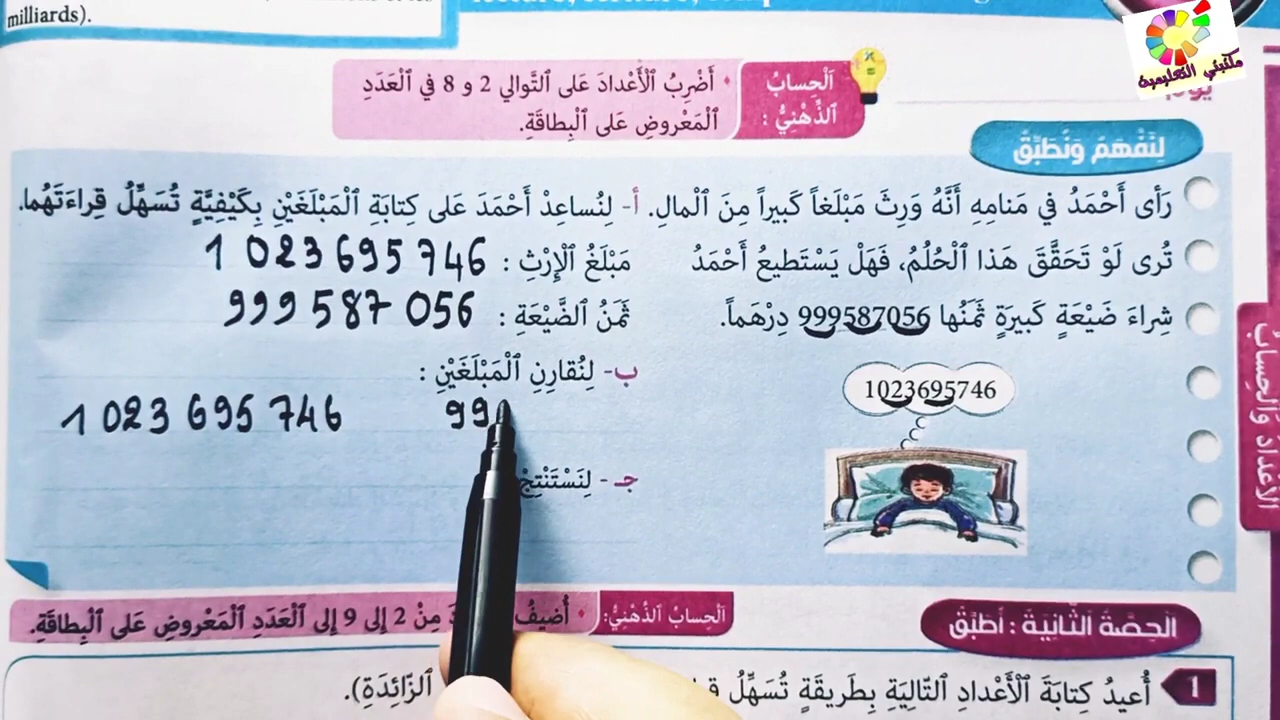 milliards).
مكتبتي التعليمية
اَلْحِسابُ الذِّهْنِيُّ :
• أَضْرِبُ الْأَعْدادَ عَلى التَّوالي 2 و 8 في الْعَدَدِ
الْمَعْروضِ عَلى الْبِطاقَةِ.
لِنَفْهَمْ وَنُطَبِّقْ
رَأى أَحْمَدُ في مَنامِهِ أَنَّهُ وَرِثَ مَبْلَغاً كَبيراً مِنَ الْمالِ.
تُرى لَوْ تَحَقَّقَ هَذا الْحُلُمُ، فَهَلْ يَسْتَطيعُ أَحْمَدُ
شِراءَ ضَيْعَةٍ كَبيرَةٍ ثَمَنُها 999587056 دِرْهَماً.
1023695746
أ- لِنُساعِدْ أَحْمَدَ عَلى كِتابَةِ الْمَبْلَغَيْنِ بِكَيْفِيَّةٍ تُسَهِّلُ قِراءَتَهُما.
مَبْلَغُ الْإِرْثِ : 1 023 695 746
ثَمَنُ الضَّيْعَةِ : 999 587 056
ب- لِنُقارِنِ الْمَبْلَغَيْنِ :
1 023 695 746 99
جـ - لِنَسْتَنْتِجْ
الأعداد والحساب
الْحِصَّةُ الثّانِيَةُ : أُطَبِّقُ
اَلْحِسابُ الذِّهْنِيُّ:
• أُضيفُ مِنْ 2 إِلى 9 إِلى الْعَدَدِ الْمَعْروضِ عَلى الْبِطاقَةِ.
1 أُعيدُ كِتابَةَ الْأَعْدادِ التّالِيَةِ بِطَريقَةٍ تُسَهِّلُ الزّائِدَةِ).